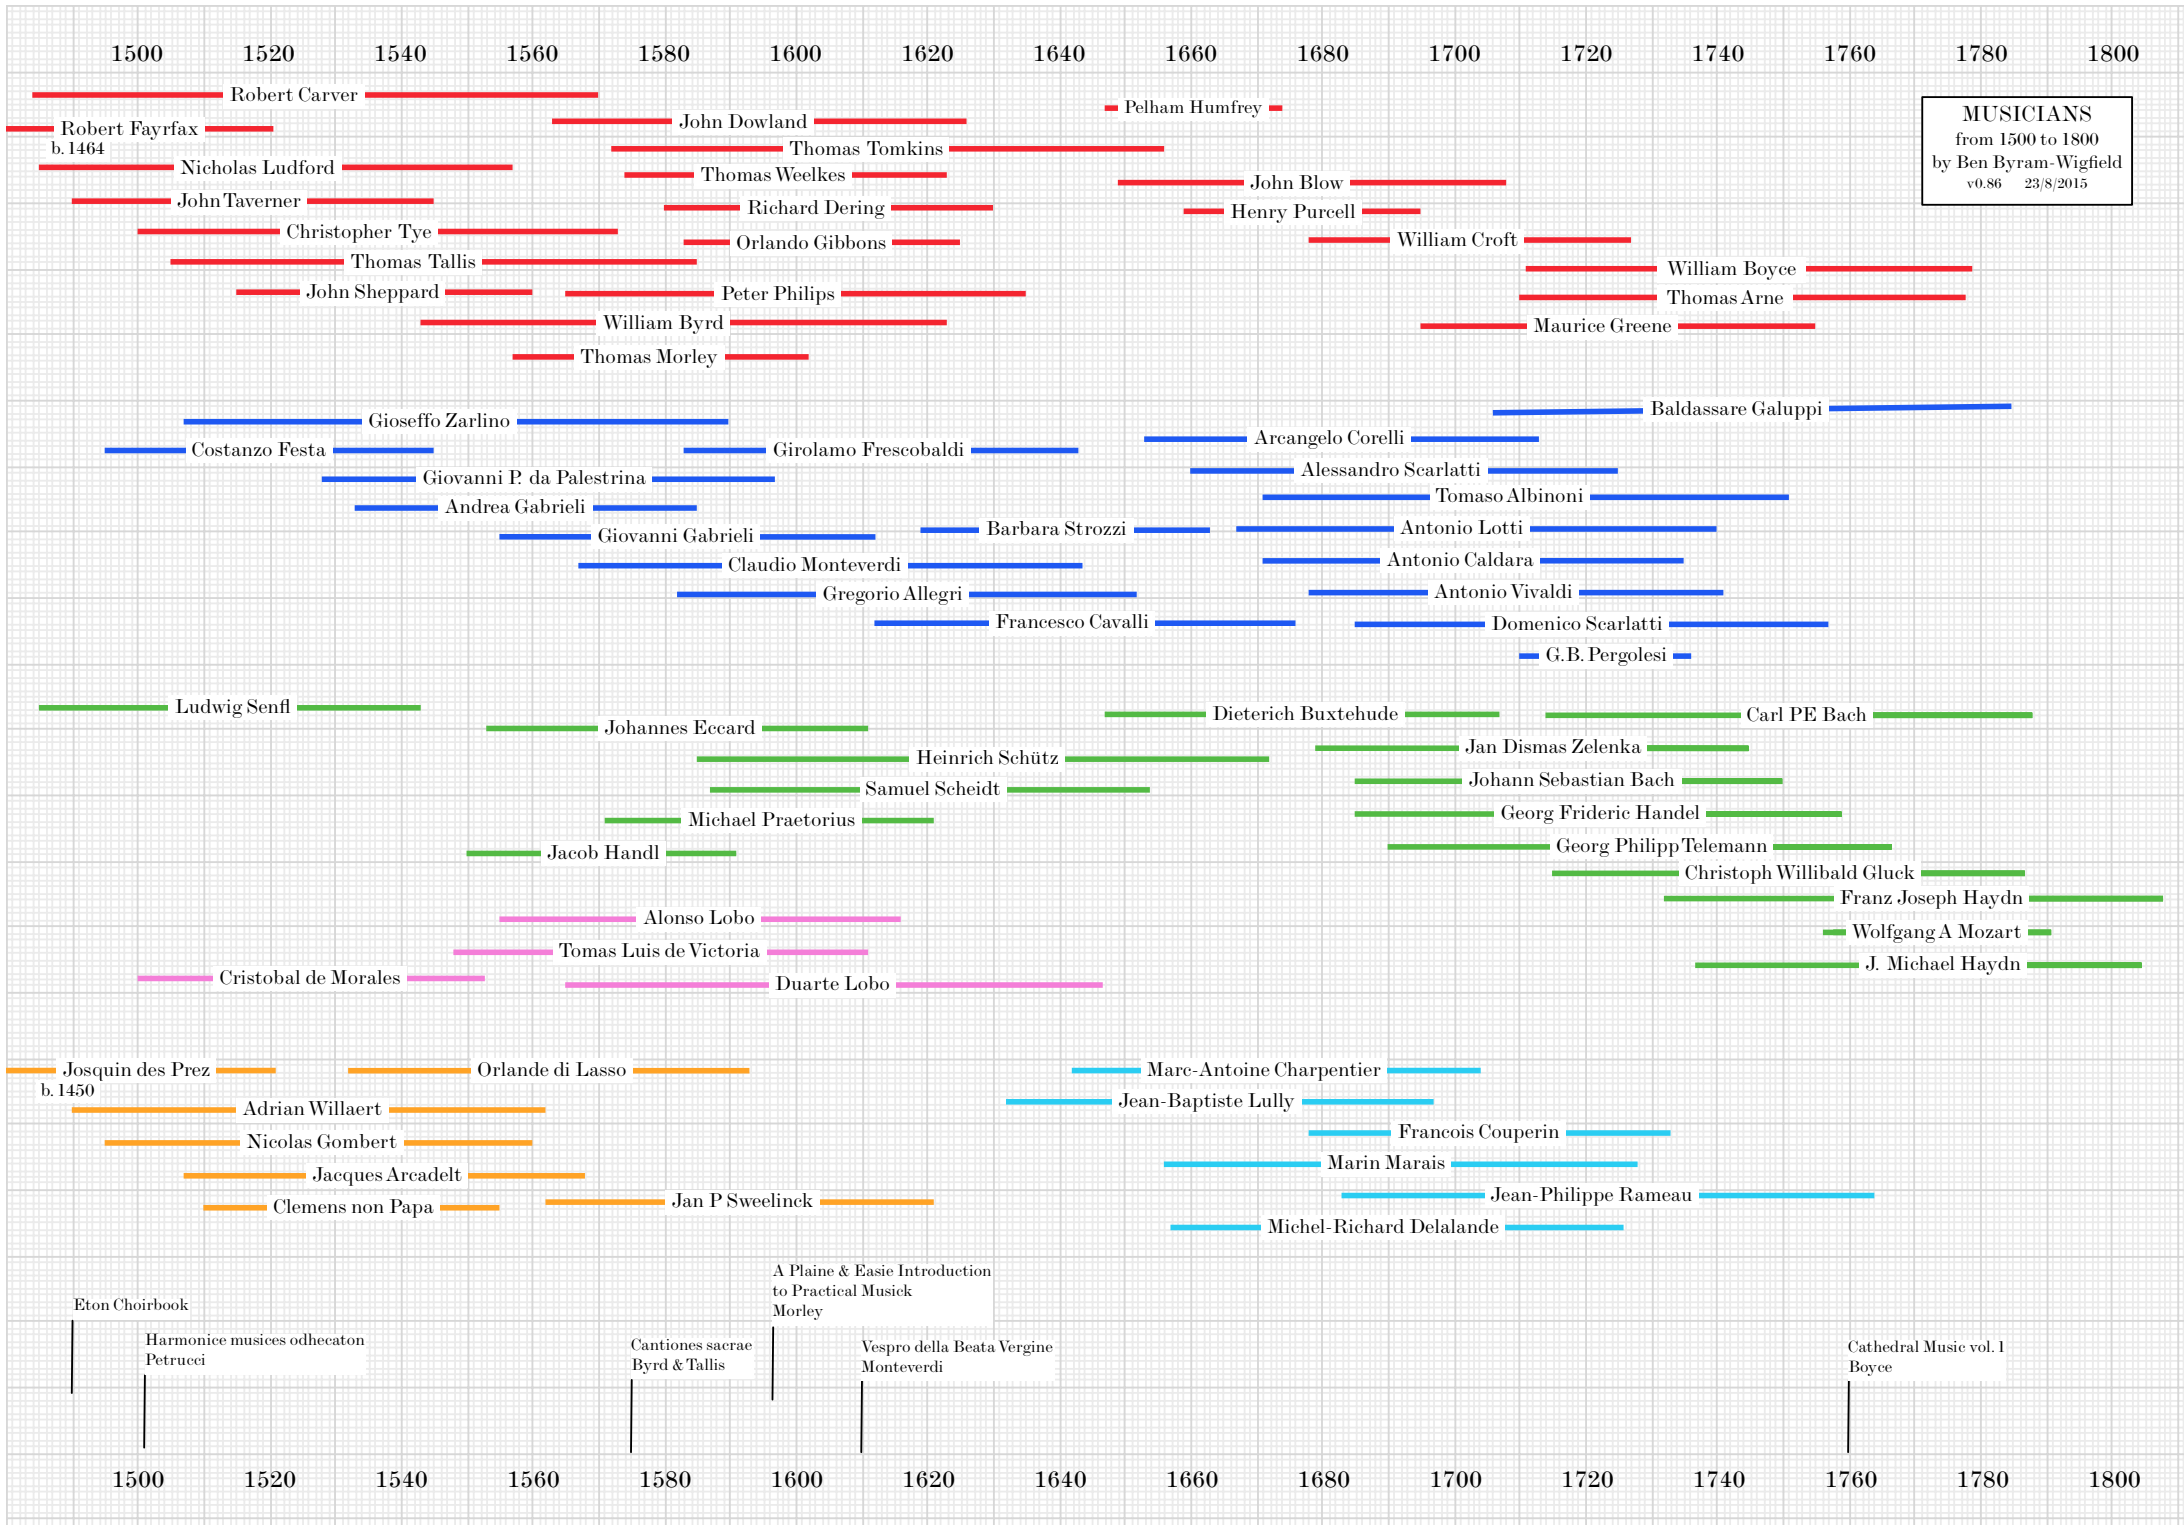 1500 1520 1540 1560 1580 1600 1620 1640 1660 1680 1700 1720 1740 1760 1780 1800
MUSICIANS
from 1500 to 1800
by Ben Byram-Wigfield
v0.86 23/8/2015
Robert Carver
Pelham Humfrey
John Dowland
Robert Fayrfax
b. 1464
Thomas Tomkins
Nicholas Ludford
Thomas Weelkes
John Blow
John Taverner
Richard Dering
Henry Purcell
Christopher Tye
Orlando Gibbons
William Croft
Thomas Tallis
William Boyce
John Sheppard
Peter Philips
Thomas Arne
William Byrd
Maurice Greene
Thomas Morley
Baldassare Galuppi
Gioseffo Zarlino
Arcangelo Corelli
Costanzo Festa
Girolamo Frescobaldi
Alessandro Scarlatti
Giovanni P. da Palestrina
Tomaso Albinoni
Andrea Gabrieli
Barbara Strozzi
Antonio Lotti
Giovanni Gabrieli
Antonio Caldara
Claudio Monteverdi
Antonio Vivaldi
Gregorio Allegri
Francesco Cavalli
Domenico Scarlatti
G.B. Pergolesi
Ludwig Senfl
Dieterich Buxtehude
Carl PE Bach
Johannes Eccard
Jan Dismas Zelenka
Heinrich Schütz
Johann Sebastian Bach
Samuel Scheidt
Georg Frideric Handel
Michael Praetorius
Georg Philipp Telemann
Jacob Handl
Christoph Willibald Gluck
Franz Joseph Haydn
Alonso Lobo
Wolfgang A Mozart
Tomas Luis de Victoria
J. Michael Haydn
Cristobal de Morales
Duarte Lobo
Josquin des Prez
b. 1450
Orlande di Lasso
Marc-Antoine Charpentier
Adrian Willaert
Jean-Baptiste Lully
Nicolas Gombert
Francois Couperin
Jacques Arcadelt
Marin Marais
Clemens non Papa
Jan P Sweelinck
Jean-Philippe Rameau
Michel-Richard Delalande
Eton Choirbook
Harmonice musices odhecaton
Petrucci
Cantiones sacrae
Byrd & Tallis
A Plaine & Easie Introduction
to Practical Musick
Morley
Vespro della Beata Vergine
Monteverdi
Cathedral Music vol. 1
Boyce
1500 1520 1540 1560 1580 1600 1620 1640 1660 1680 1700 1720 1740 1760 1780 1800